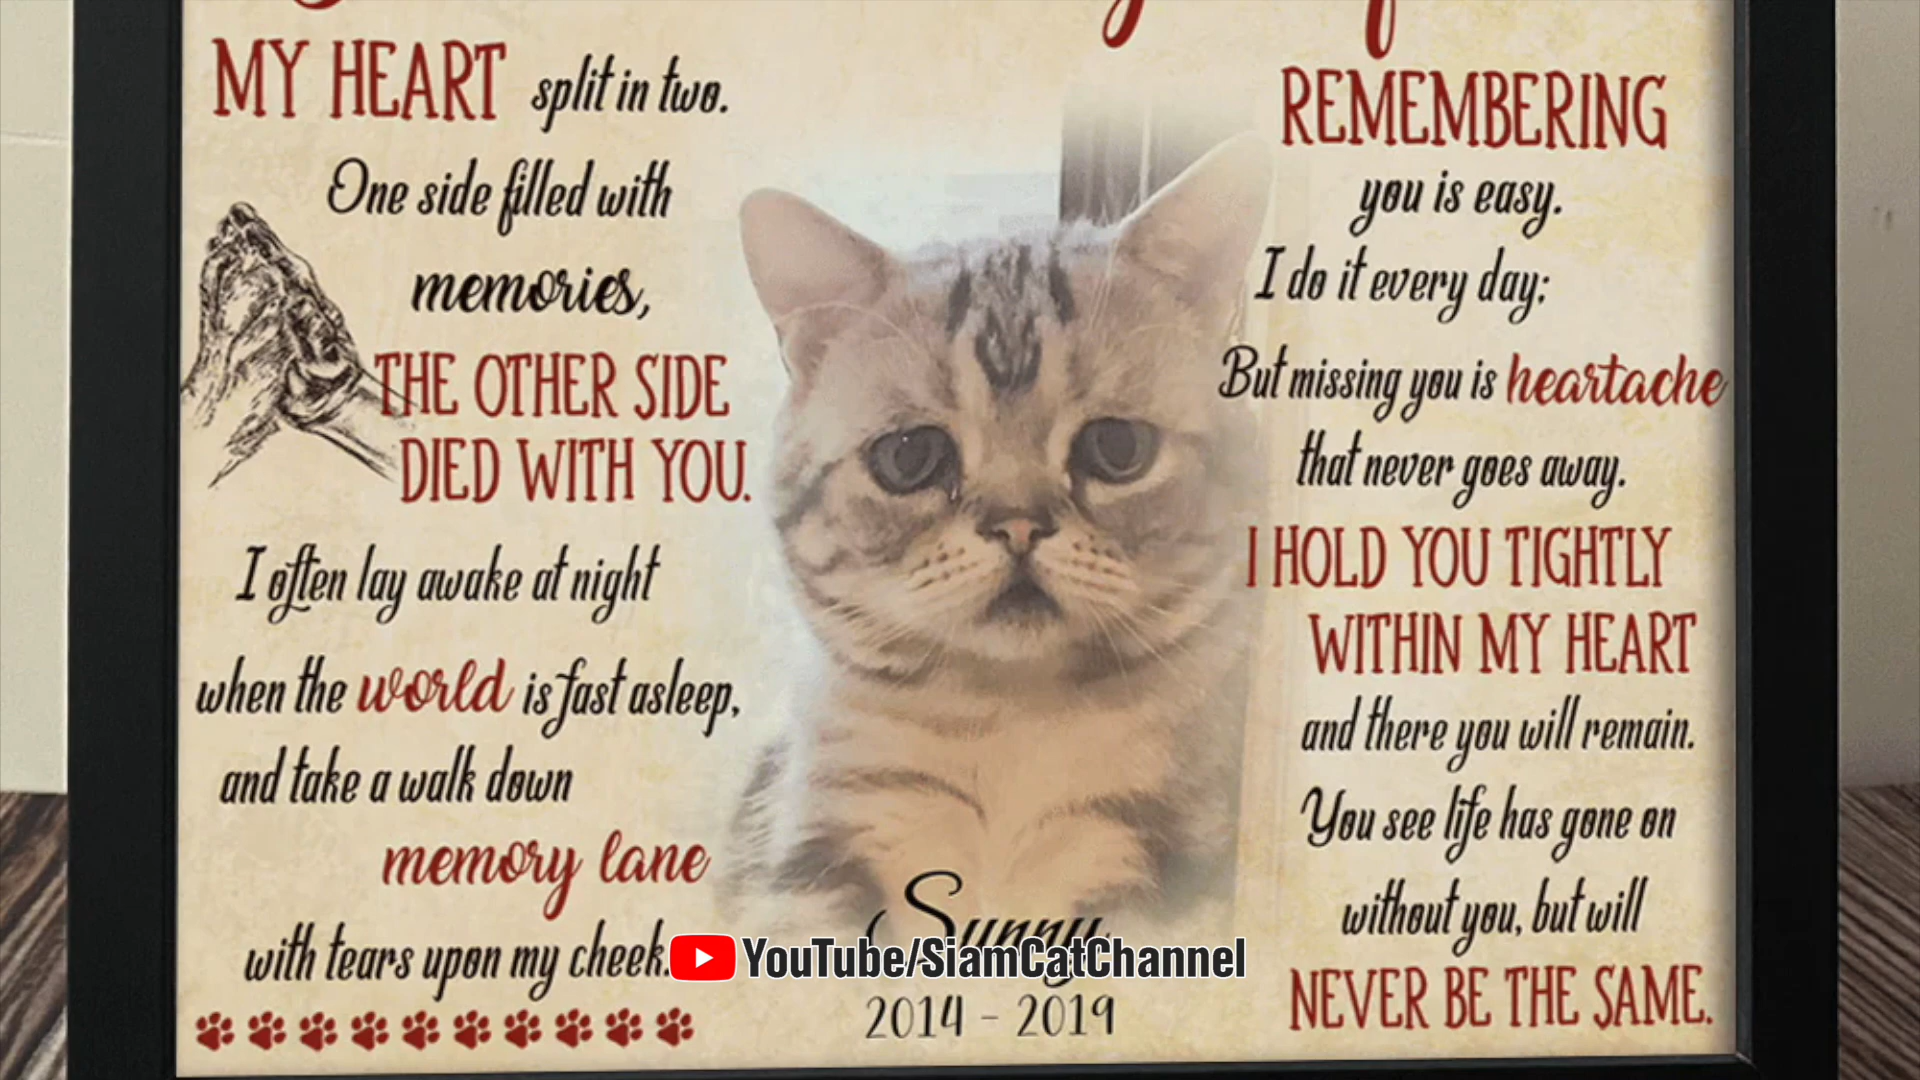 MY HEART split in two.
One side filled with
memories,
THE OTHER SIDE
DIED WITH YOU.
I often lay awake at night
when the world is fast asleep,
and take a walk down
memory lane
with tears upon my cheek.
REMEMBERING
you is easy.
I do it every day;
But missing you is heartache
that never goes away.
I HOLD YOU TIGHTLY
WITHIN MY HEART
and there you will remain.
You see life has gone on
without you, but will
NEVER BE THE SAME.
Sunny
2014 - 2019
YouTube/SiamCatChannel